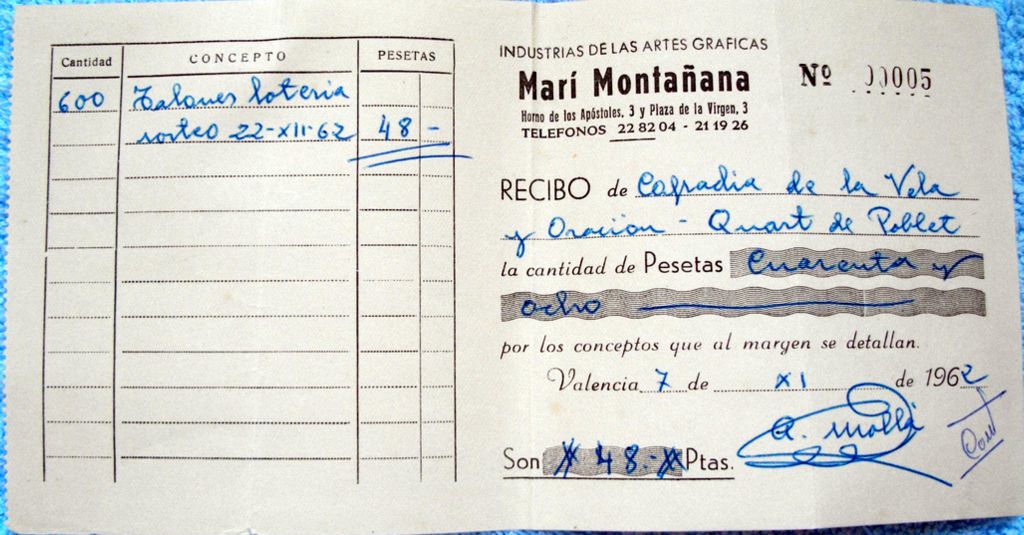 Cantidad CONCEPTO PESETAS
600 Talones loteria
sorteo 22-XII-62 48 -
INDUSTRIAS DE LAS ARTES GRAFICAS
Marí Montañana
Horno de los Apóstoles, 3 y Plaza de la Virgen, 3
TELEFONOS 22 82 04 - 21 19 26
Nº 00005
RECIBO de Cofradia de la Vela
y Oracion - Quart de Poblet
la cantidad de Pesetas Cuarenta y
ocho
por los conceptos que al margen se detallan.
Valencia 7 de XI de 1962
A. Mollá
Son 48.- Ptas.